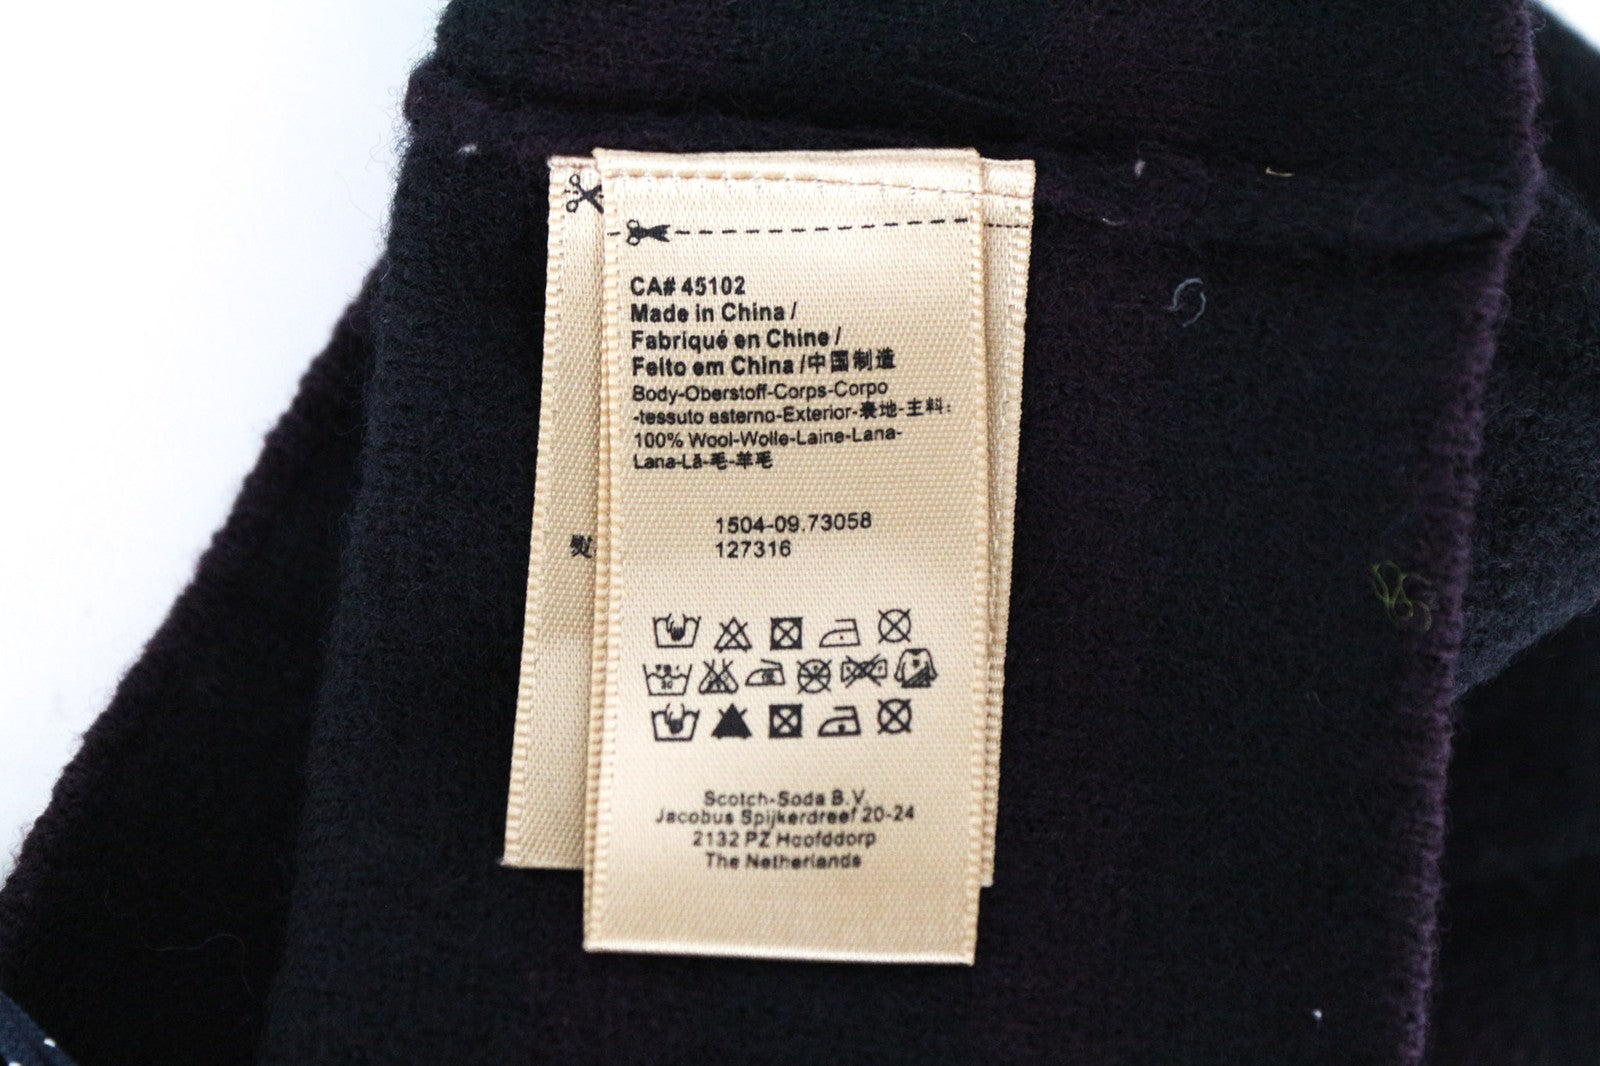 CA# 45102
Made in China /
Fabriqué en Chine /
Feito em China /中国制造
Body-Oberstoff-Corps-Corpo
-tessuto esterno-Exterior-表地-主料:
100% Wool-Wolle-Laine-Lana-
Lana-Lã-毛-羊毛
1504-09.73058
127316
Scotch-Soda B.V.
Jacobus Spijkerdreef 20-24
2132 PZ Hoofddorp
The Netherlands